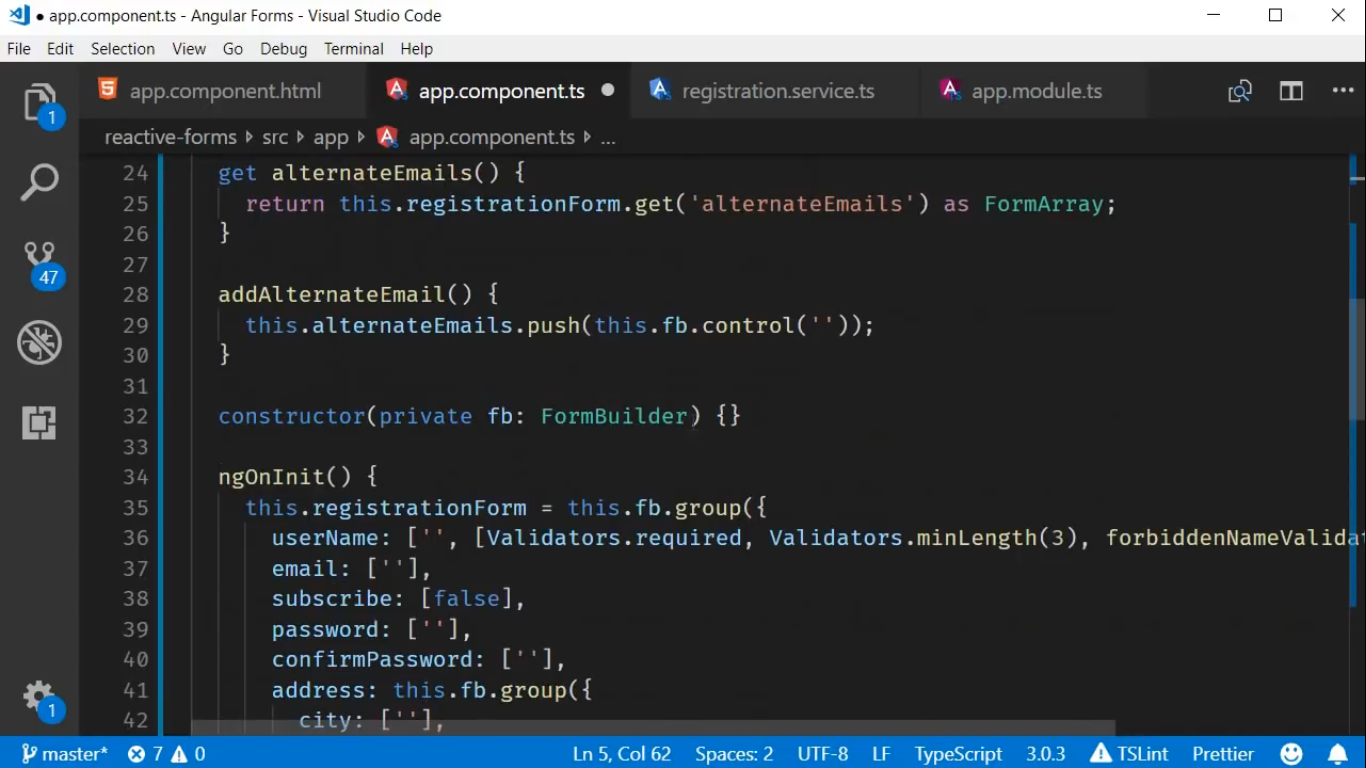 app.component.ts - Angular Forms - Visual Studio Code
File Edit Selection View Go Debug Terminal Help
app.component.html app.component.ts registration.service.ts app.module.ts
reactive-forms src app app.component.ts ...
24 get alternateEmails() {
25 return this.registrationForm.get('alternateEmails') as FormArray;
26 }
27
28 addAlternateEmail() {
29 this.alternateEmails.push(this.fb.control(''));
30 }
31
32 constructor(private fb: FormBuilder) {}
33
34 ngOnInit() {
35 this.registrationForm = this.fb.group({
36 userName: ['', [Validators.required, Validators.minLength(3), forbiddenNameValidat
37 email: [''],
38 subscribe: [false],
39 password: [''],
40 confirmPassword: [''],
41 address: this.fb.group({
42 city: [''],
1
47
1
master* 7 0 Ln 5, Col 62 Spaces: 2 UTF-8 LF TypeScript 3.0.3 TSLint Prettier